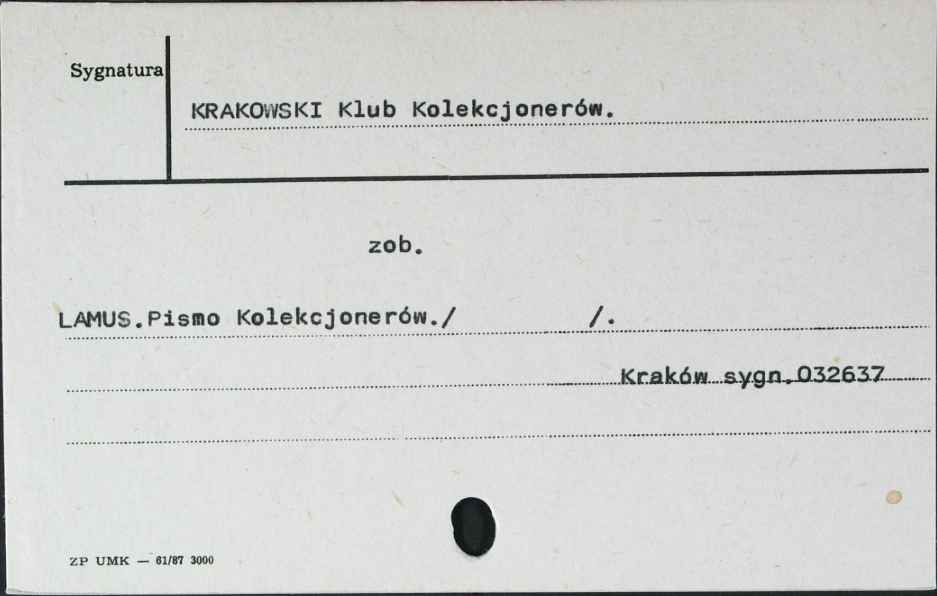 Sygnatura
KRAKOWSKI Klub Kolekcjonerów.
zob.
LAMUS.Pismo Kolekcjonerów./ /.
Kraków sygn.032637
ZP UMK — 61/87 3000